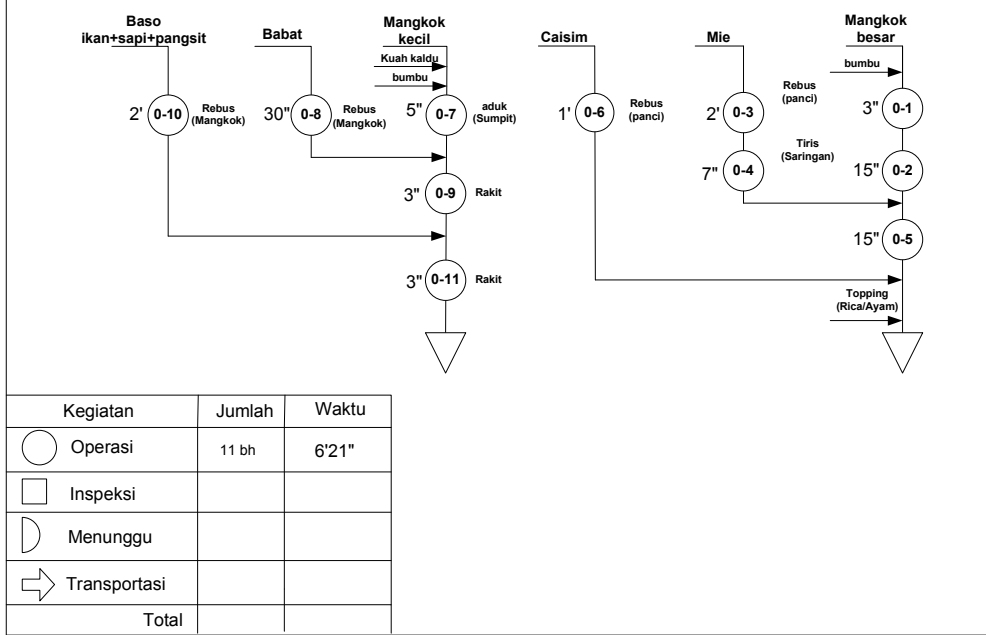 Baso
ikan+sapi+pangsit
Babat
Mangkok
kecil
Kuah kaldu
bumbu
2'
0-10
Rebus
(Mangkok)
30"
0-8
Rebus
(Mangkok)
5"
0-7
aduk
(Sumpit)
3"
0-9
Rakit
3"
0-11
Rakit
Caisim
Mie
Mangkok
besar
bumbu
1'
0-6
Rebus
(panci)
2'
0-3
Rebus
(panci)
3"
0-1
7"
0-4
Tiris
(Saringan)
15"
0-2
15"
0-5
Topping
(Rica/Ayam)
Kegiatan Jumlah Waktu
Operasi 11 bh 6'21"
Inspeksi
Menunggu
Transportasi
Total